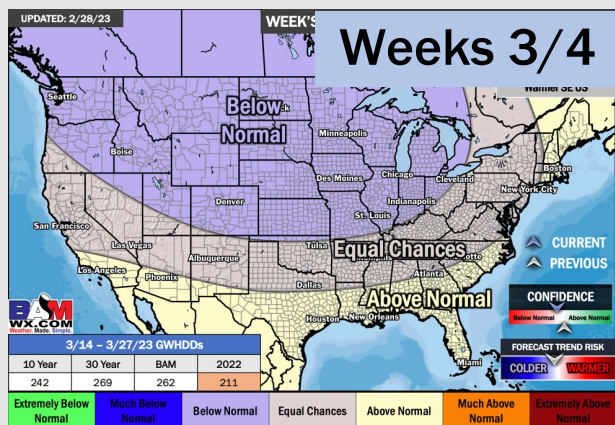 UPDATED: 2/28/23
WEEK'S
Weeks 3/4
Warmer SE US
Seattle
Below
Normal
Minneapolis
Boise
Boston
Des Moines
Chicago
Cleveland
New York City
Denver
Indianapolis
St. Louis
San Francisco
Las Vegas
Tulsa
Equal Chances
CURRENT
PREVIOUS
Albuquerque
Los Angeles
Phoenix
Atlanta
Dallas
Above Normal
CONFIDENCE
Below Normal
Above Normal
Houston
New Orleans
BAM
WX.COM
Weather. Made. Simple.
FORECAST TREND RISK
COLDER
WARMER
Miami
3/14 – 3/27/23 GWHDDs
10 Year 30 Year BAM 2022
242 269 262 211
Extremely Below Normal
Much Below Normal
Below Normal
Equal Chances
Above Normal
Much Above Normal
Extremely Above Normal